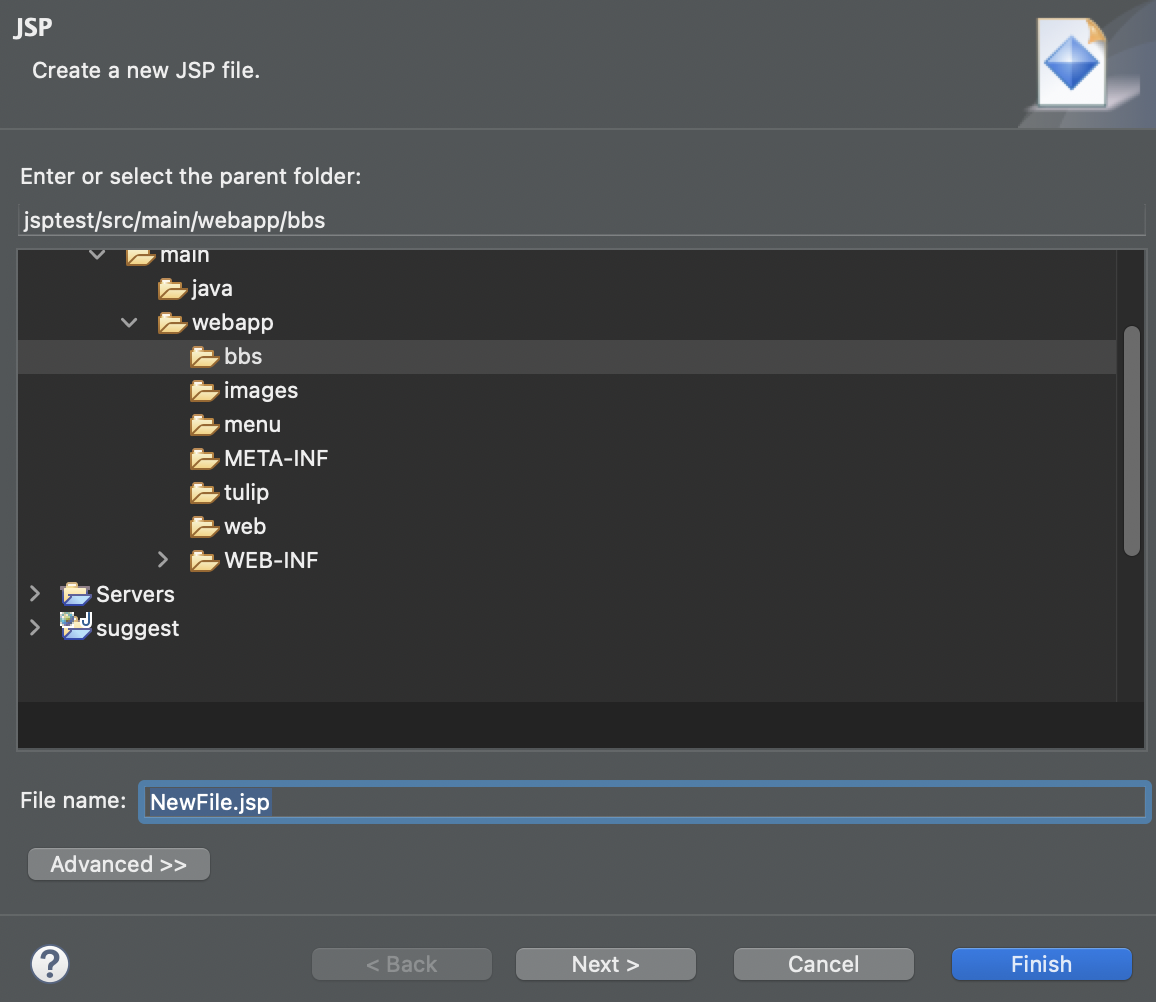 JSP
Create a new JSP file.
Enter or select the parent folder:
jsptest/src/main/webapp/bbs
main
java
webapp
bbs
images
menu
META-INF
tulip
web
WEB-INF
Servers
suggest
File name: NewFile.jsp
Advanced >>
? < Back Next > Cancel Finish